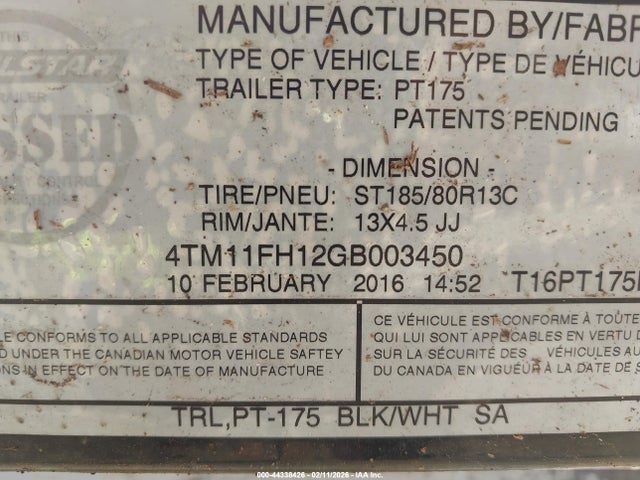 THIS
MANUFACTURED BY/FABR
TYPE OF VEHICLE / TYPE DE VÉHICU
TRAILER TYPE: PT175
PATENTS PENDING
- DIMENSION -
TIRE/PNEU: ST185/80R13C
RIM/JANTE: 13X4.5 JJ
4TM11FH12GB003450
10 FEBRUARY 2016 14:52 T16PT175
E CONFORMS TO ALL APPLICABLE STANDARDS
D UNDER THE CANADIAN MOTOR VEHICLE SAFTEY
IONS IN EFFECT ON THE DATE OF MANUFACTURE
CE VÉHICULE EST CONFORME À TOUTE
QUI LUI SONT APPLICABLES EN VERTU D
SUR LA SÉCURITÉ DES VÉHICULES AU
DU CANADA EN VIGUEUR À LA DATE DE
TRL,PT-175 BLK/WHT SA
000-44338426 - 02/11/2026 - COPART/IAA, Inc.